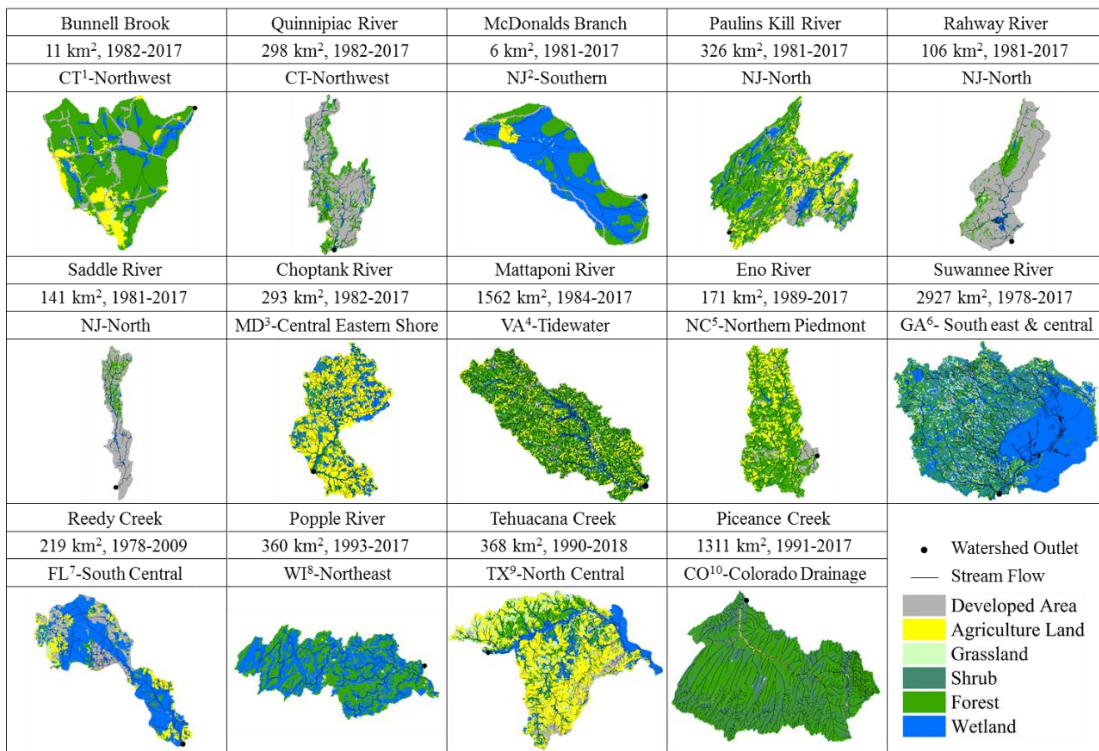 Bunnell Brook
Quinnipiac River
McDonalds Branch
Paulins Kill River
Rahway River
11 km², 1982-2017
298 km², 1982-2017
6 km², 1981-2017
326 km², 1981-2017
106 km², 1981-2017
CT¹-Northwest
CT-Northwest
NJ²-Southern
NJ-North
NJ-North
Saddle River
Choptank River
Mattaponi River
Eno River
Suwannee River
141 km², 1981-2017
293 km², 1982-2017
1562 km², 1984-2017
171 km², 1989-2017
2927 km², 1978-2017
NJ-North
MD³-Central Eastern Shore
VA⁴-Tidewater
NC⁵-Northern Piedmont
GA⁶- South east & central
Reedy Creek
Popple River
Tehuacana Creek
Piceance Creek
219 km², 1978-2009
360 km², 1993-2017
368 km², 1990-2018
1311 km², 1991-2017
FL⁷-South Central
WI⁸-Northeast
TX⁹-North Central
CO¹⁰-Colorado Drainage
Watershed Outlet
Stream Flow
Developed Area
Agriculture Land
Grassland
Shrub
Forest
Wetland